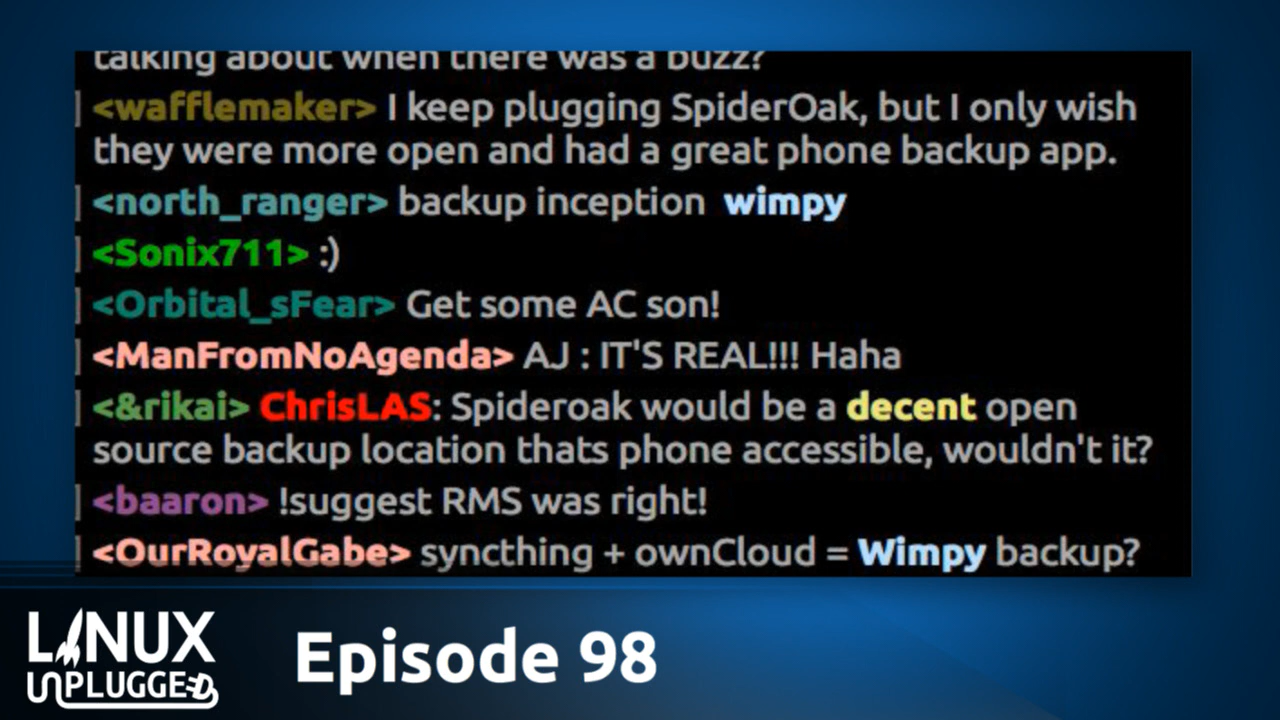 talking about when there was a buzz?
<wafflemaker> I keep plugging SpiderOak, but I only wish
they were more open and had a great phone backup app.
<north_ranger> backup inception wimpy
<Sonix711> :)
<Orbital_sFear> Get some AC son!
<ManFromNoAgenda> AJ : IT'S REAL!!! Haha
<&rikai> ChrisLAS: Spideroak would be a decent open
source backup location thats phone accessible, wouldn't it?
<baaron> !suggest RMS was right!
<OurRoyalGabe> syncthing + ownCloud = Wimpy backup?
LINUX
UNPLUGGED
Episode 98